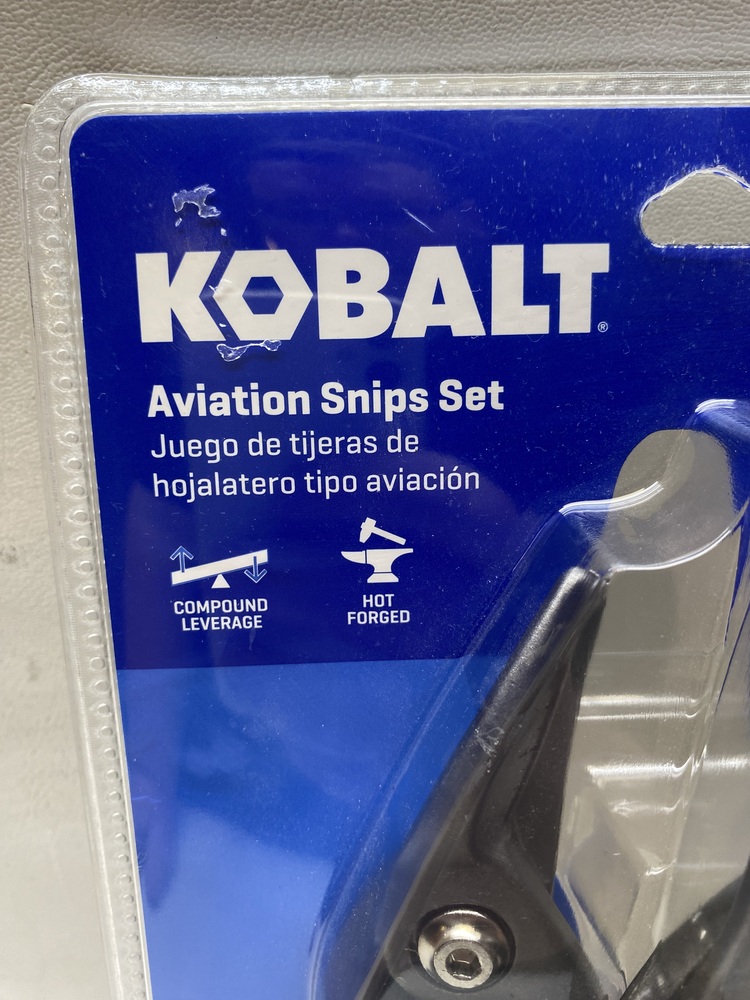 KOBALT®
Aviation Snips Set
Juego de tijeras de
hojalatero tipo aviación
COMPOUND
LEVERAGE
HOT
FORGED